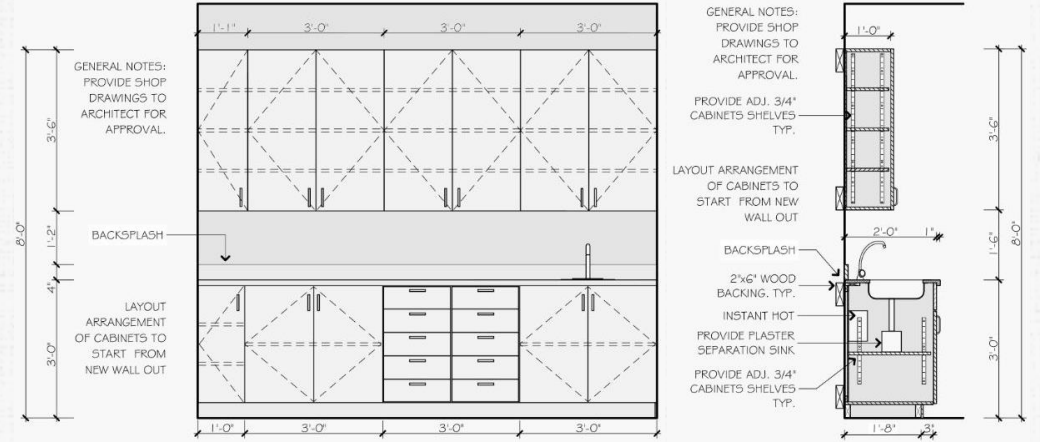 1'-1"
3'-0"
3'-0"
3'-0"
GENERAL NOTES:
PROVIDE SHOP
DRAWINGS TO
ARCHITECT FOR
APPROVAL.
3'-6"
8'-0"
1'-2"
BACKSPLASH
4"
LAYOUT
ARRANGEMENT
OF CABINETS TO
START FROM
NEW WALL OUT
3'-0"
1'-0"
3'-0"
3'-0"
3'-0"
GENERAL NOTES:
PROVIDE SHOP
DRAWINGS TO
ARCHITECT FOR
APPROVAL.
1'-0"
PROVIDE ADJ. 3/4"
CABINETS SHELVES
TYP.
3'-6"
LAYOUT ARRANGEMENT
OF CABINETS TO
START FROM NEW
WALL OUT
2'-0"
1"
1'-6"
8'-0"
BACKSPLASH
2"x6" WOOD
BACKING. TYP.
INSTANT HOT
PROVIDE PLASTER
SEPARATION SINK
PROVIDE ADJ. 3/4"
CABINETS SHELVES
TYP.
3'-0"
1'-8"
3"